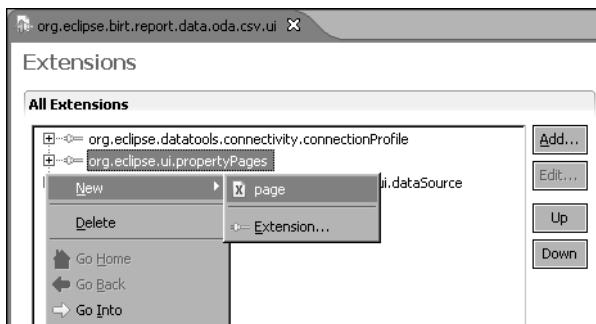 org.eclipse.birt.report.data.oda.csv.ui
Extensions
All Extensions
org.eclipse.datatools.connectivity.connectionProfile
org.eclipse.ui.propertyPages
ui.dataSource
Add...
Edit...
Up
Down
New
page
Extension...
Delete
Go Home
Go Back
Go Into